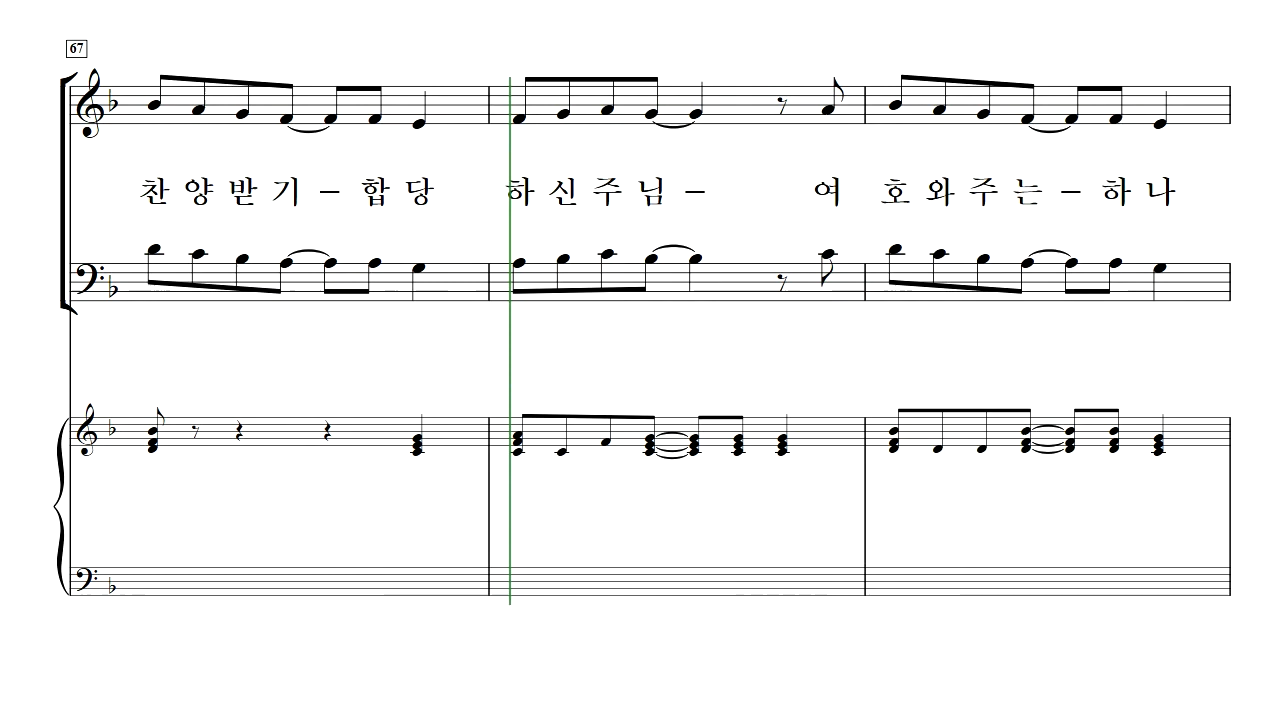 67
찬 양 받 기 – 합 당 하 신 주 님 – 여 호 와 주 는 – 하 나